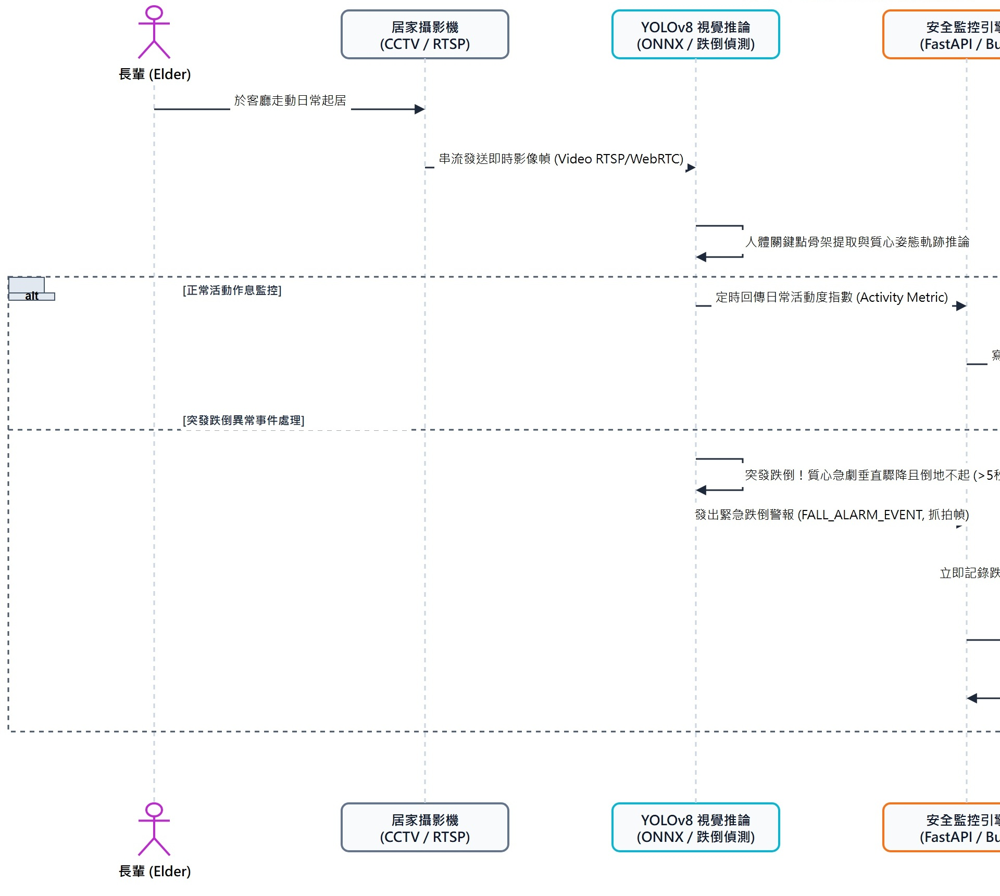 長輩 (Elder)
居家攝影機
(CCTV / RTSP)
YOLOv8 視覺推論
(ONNX / 跌倒偵測)
安全監控引擎
(FastAPI / Bu
於客廳走動日常起居
串流發送即時影像幀 (Video RTSP/WebRTC)
人體關鍵點骨架提取與質心姿態軌跡推論
alt
[正常活動作息監控]
定時回傳日常活動度指數 (Activity Metric)
寫
[突發跌倒異常事件處理]
突發跌倒！質心急劇垂直驟降且倒地不起 (>5秒
發出緊急跌倒警報 (FALL_ALARM_EVENT, 抓拍幀)
立即記錄跌
長輩 (Elder)
居家攝影機
(CCTV / RTSP)
YOLOv8 視覺推論
(ONNX / 跌倒偵測)
安全監控引擎
(FastAPI / Bu